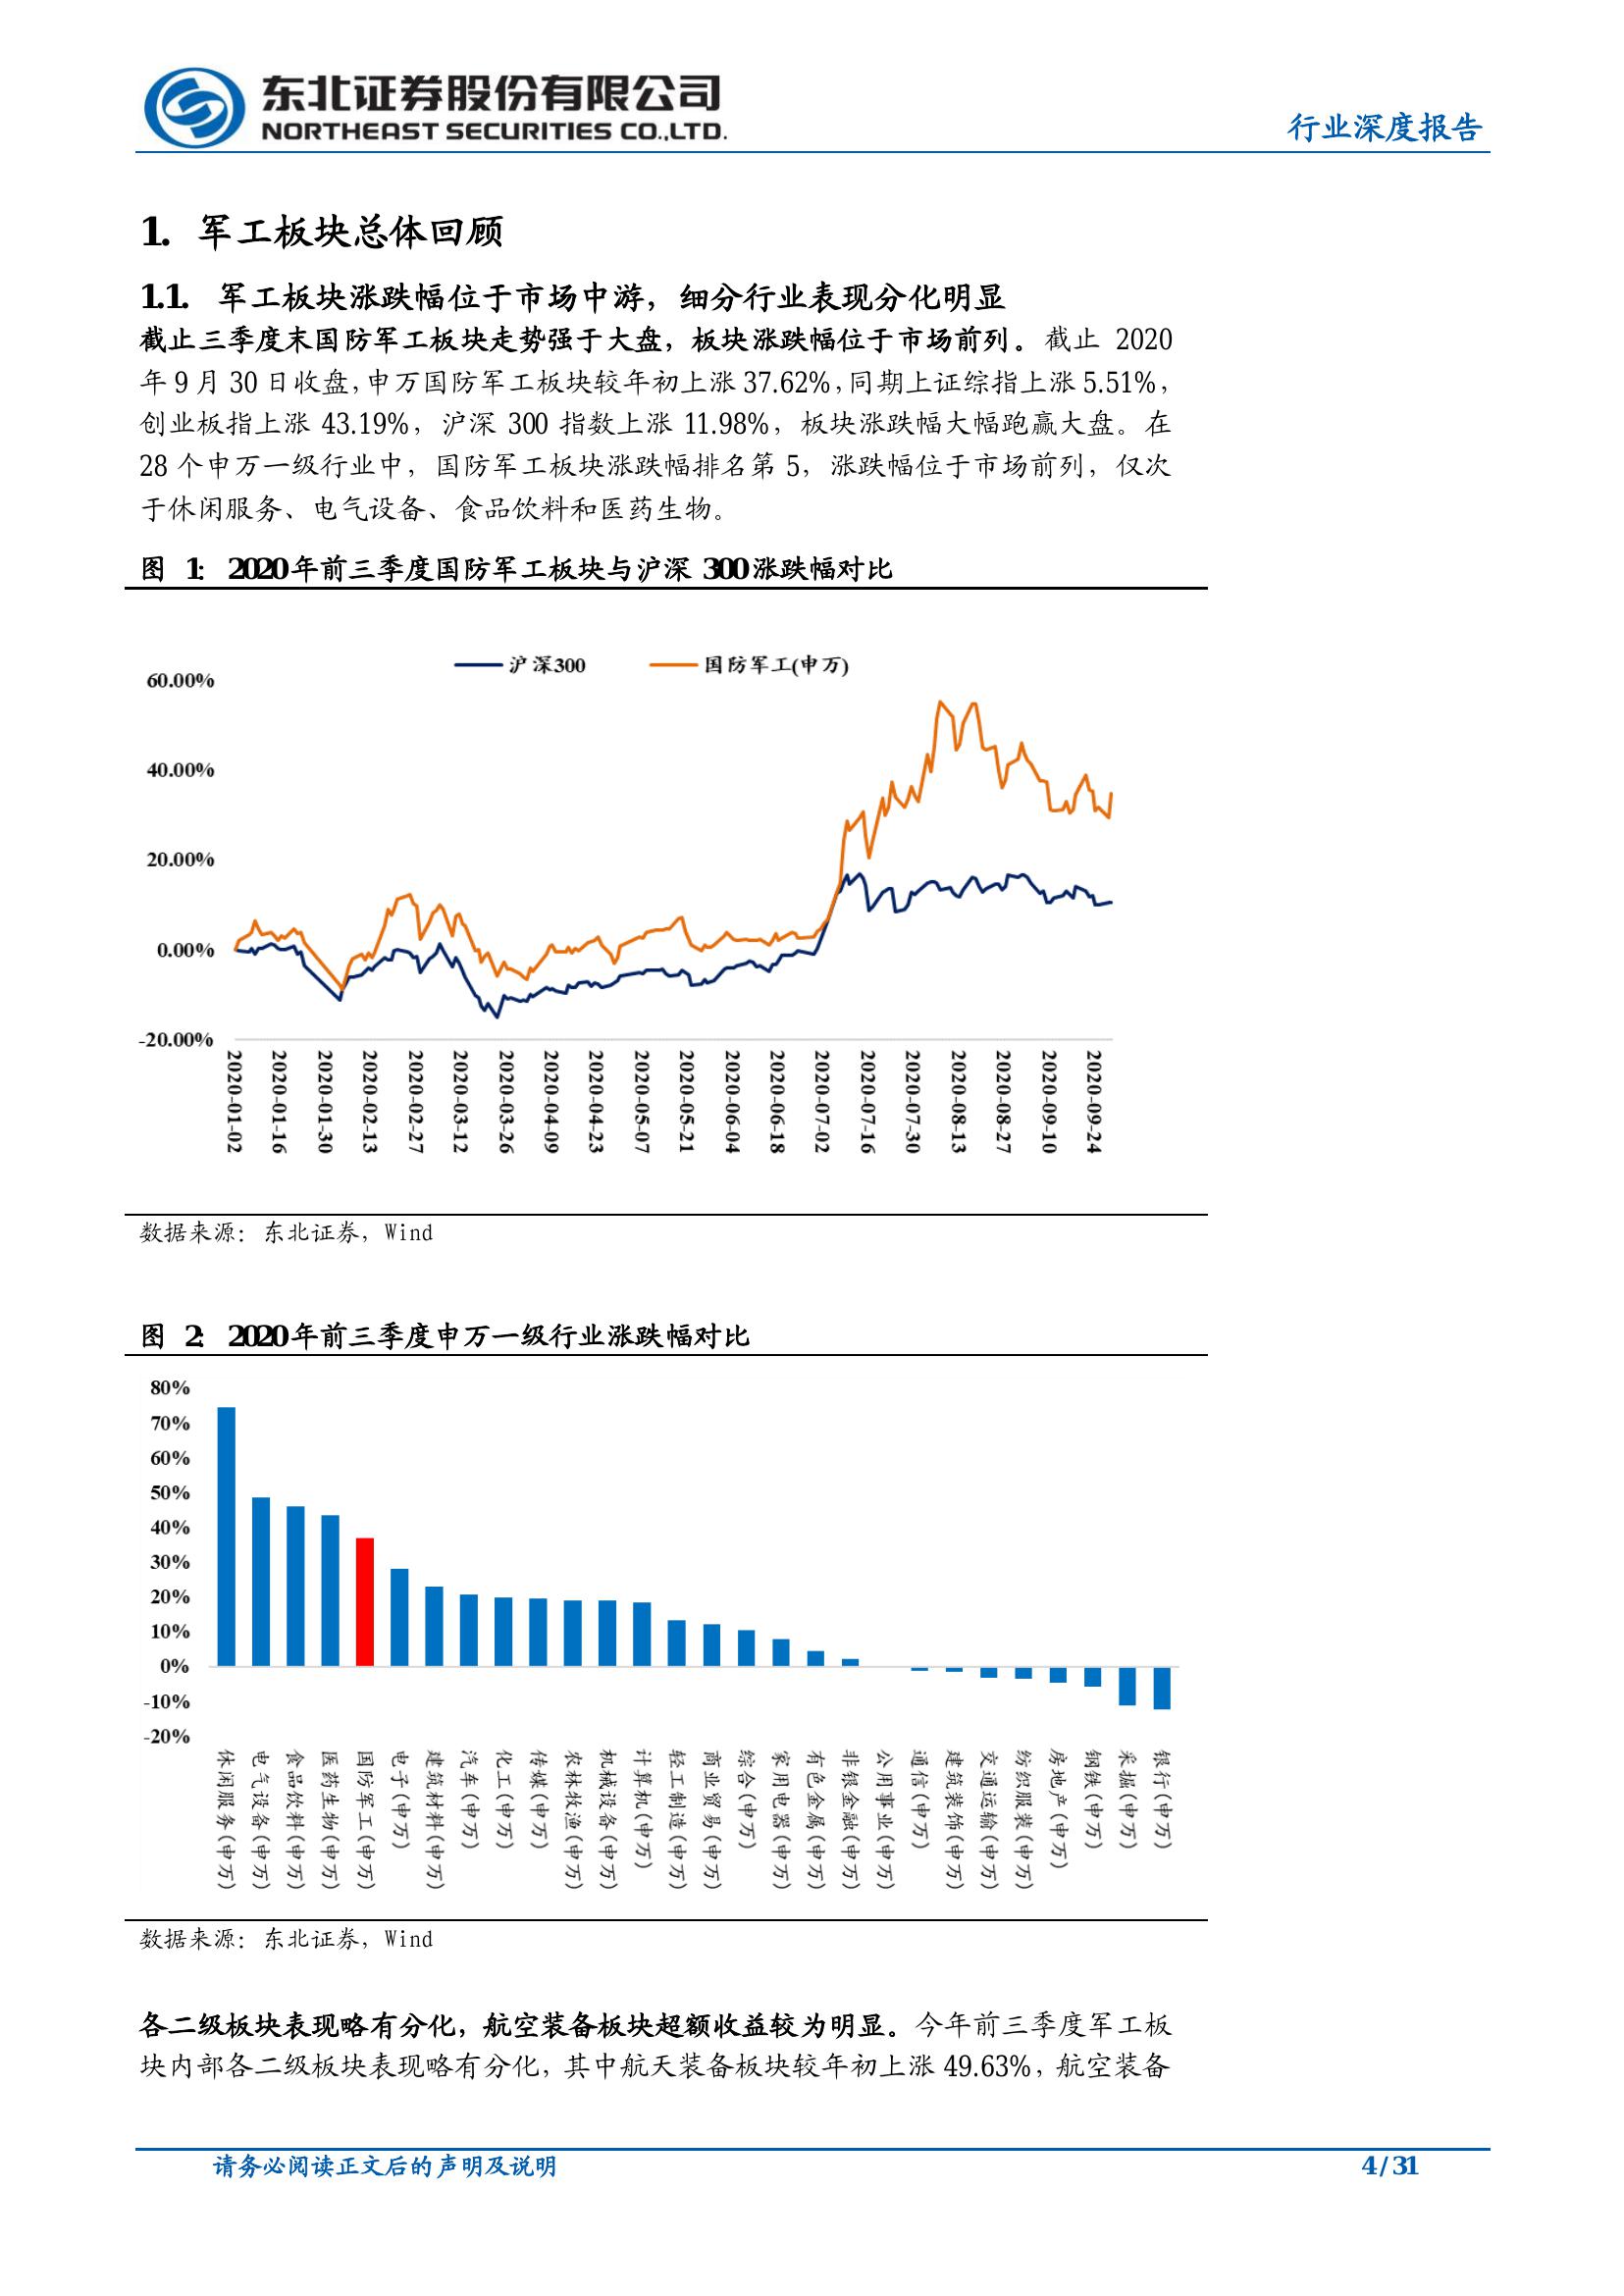 东北证券股份有限公司
NORTHEAST SECURITIES CO.,LTD.
行业深度报告
1. 军工板块总体回顾
1.1. 军工板块涨跌幅位于市场中游，细分行业表现分化明显
截止三季度末国防军工板块走势强于大盘，板块涨跌幅位于市场前列。截止 2020
年 9 月 30 日收盘，申万国防军工板块较年初上涨 37.62%，同期上证综指上涨 5.51%，
创业板指上涨 43.19%，沪深 300 指数上涨 11.98%，板块涨跌幅大幅跑赢大盘。在
28 个申万一级行业中，国防军工板块涨跌幅排名第 5，涨跌幅位于市场前列，仅次
于休闲服务、电气设备、食品饮料和医药生物。
图 1： 2020 年前三季度国防军工板块与沪深 300 涨跌幅对比
沪深300
国防军工(申万)
60.00%
40.00%
20.00%
0.00%
-20.00%
2020-01-02
2020-01-16
2020-01-30
2020-02-13
2020-02-27
2020-03-12
2020-03-26
2020-04-09
2020-04-23
2020-05-07
2020-05-21
2020-06-04
2020-06-18
2020-07-02
2020-07-16
2020-07-30
2020-08-13
2020-08-27
2020-09-10
2020-09-24
数据来源：东北证券，Wind
图 2： 2020 年前三季度申万一级行业涨跌幅对比
80%
70%
60%
50%
40%
30%
20%
10%
0%
-10%
-20%
休闲服务(申万)
电气设备(申万)
食品饮料(申万)
医药生物(申万)
国防军工(申万)
电子(申万)
建筑材料(申万)
汽车(申万)
化工(申万)
传媒(申万)
农林牧渔(申万)
机械设备(申万)
计算机(申万)
轻工制造(申万)
商业贸易(申万)
综合(申万)
家用电器(申万)
有色金属(申万)
非银金融(申万)
公用事业(申万)
通信(申万)
建筑装饰(申万)
交通运输(申万)
纺织服装(申万)
房地产(申万)
钢铁(申万)
采掘(申万)
银行(申万)
数据来源：东北证券，Wind
各二级板块表现略有分化，航空装备板块超额收益较为明显。今年前三季度军工板
块内部各二级板块表现略有分化，其中航天装备板块较年初上涨 49.63%，航空装备
请务必阅读正文后的声明及说明
4 / 31